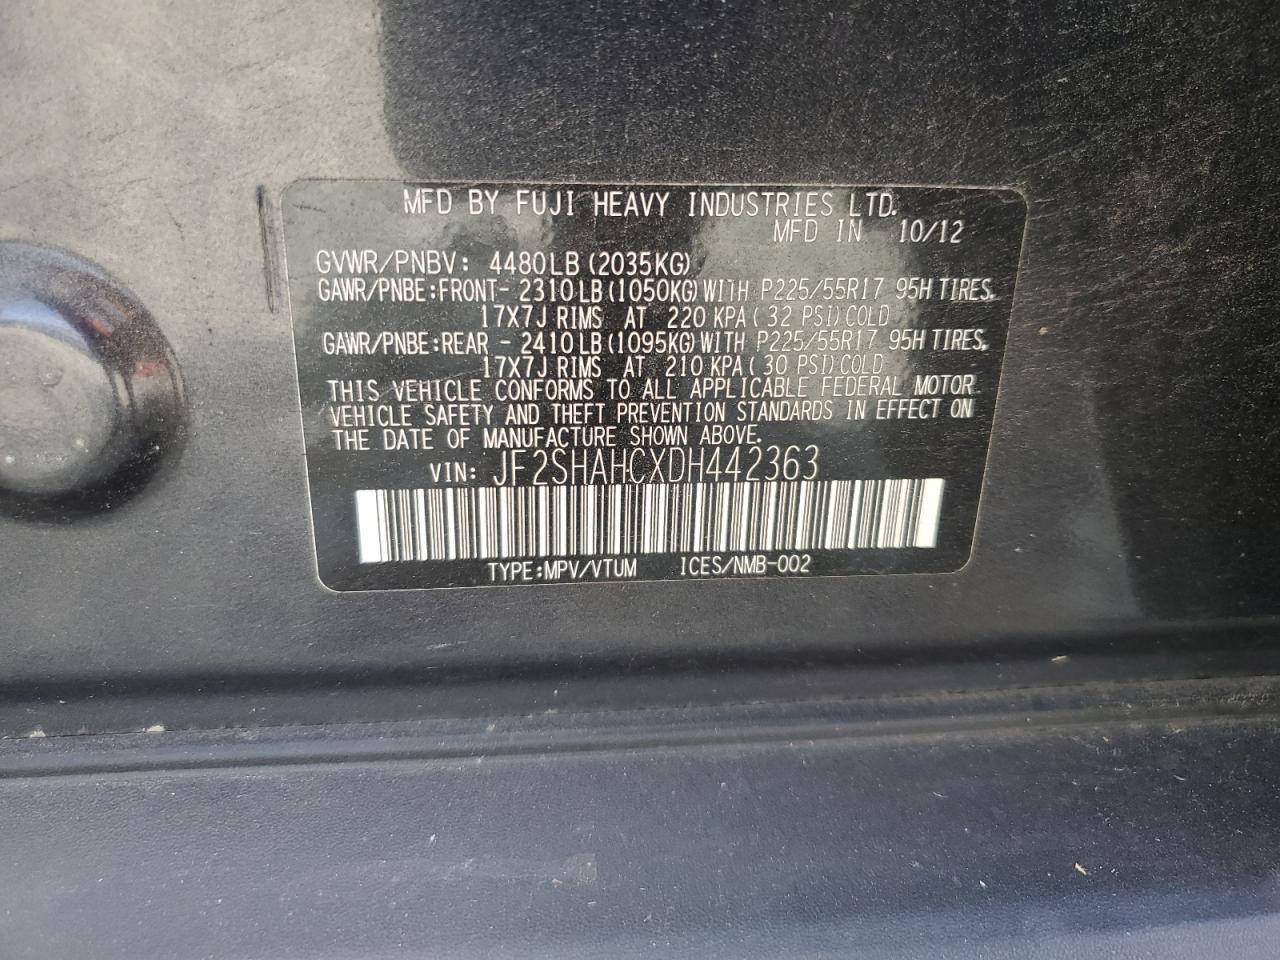 MFD BY FUJI HEAVY INDUSTRIES LTD.
MFD IN 10/12
GVWR/PNBV: 4480LB(2035KG)
GAWR/PNBE:FRONT- 2310LB(1050KG)WITH P225/55R17 95H TIRES,
17X7J RIMS AT 220 KPA(32 PSI)COLD
GAWR/PNBE:REAR - 2410LB(1095KG)WITH P225/55R17 95H TIRES,
17X7J RIMS AT 210 KPA(30 PSI)COLD
THIS VEHICLE CONFORMS TO ALL APPLICABLE FEDERAL MOTOR
VEHICLE SAFETY AND THEFT PREVENTION STANDARDS IN EFFECT ON
THE DATE OF MANUFACTURE SHOWN ABOVE.
VIN: JF2SHAHCXDH442363
TYPE:MPV/VTUM ICES/NMB-002